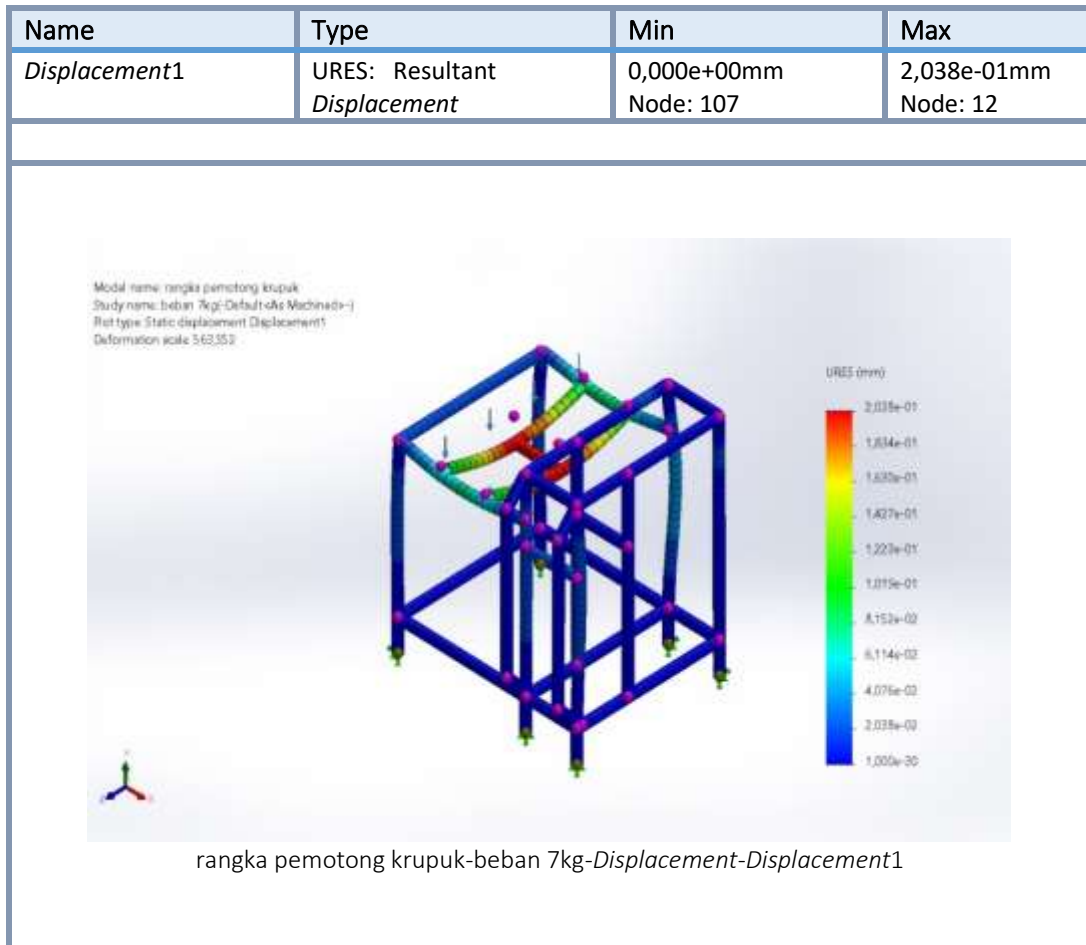 Name Type Min Max
Displacement1 URES: Resultant 0,000e+00mm 2,038e-01mm
Displacement Node: 107 Node: 12
Model name: rangka pemotong krupuk
Study name: beban 7kg(-Default<As Machined>-)
Plot type: Static displacement Displacement1
Deformation scale: 563,353
URES (mm)
2,038e-01
1,834e-01
1,630e-01
1,427e-01
1,223e-01
1,019e-01
8,152e-02
6,114e-02
4,076e-02
2,038e-02
1,000e-30
rangka pemotong krupuk-beban 7kg-Displacement-Displacement1